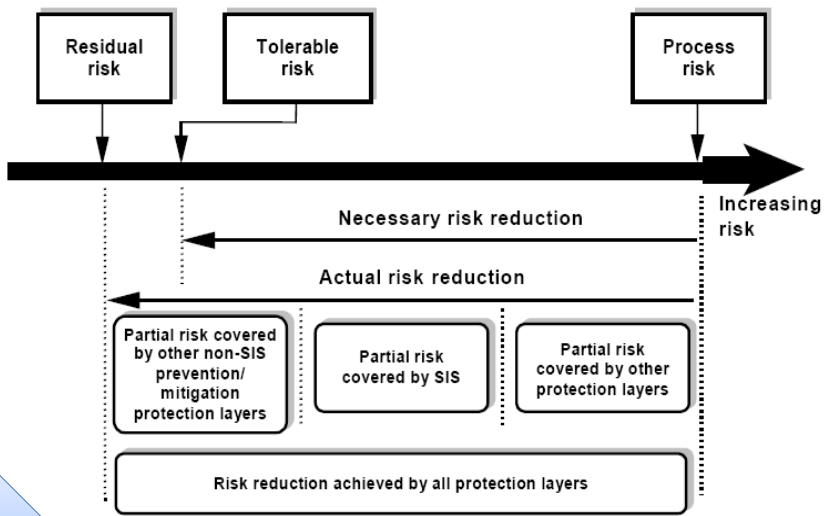 Residual
risk
Tolerable
risk
Process
risk
Increasing
risk
Necessary risk reduction
Actual risk reduction
Partial risk covered
by other non-SIS
prevention/
mitigation
protection layers
Partial risk
covered by SIS
Partial risk
covered by other
protection layers
Risk reduction achieved by all protection layers